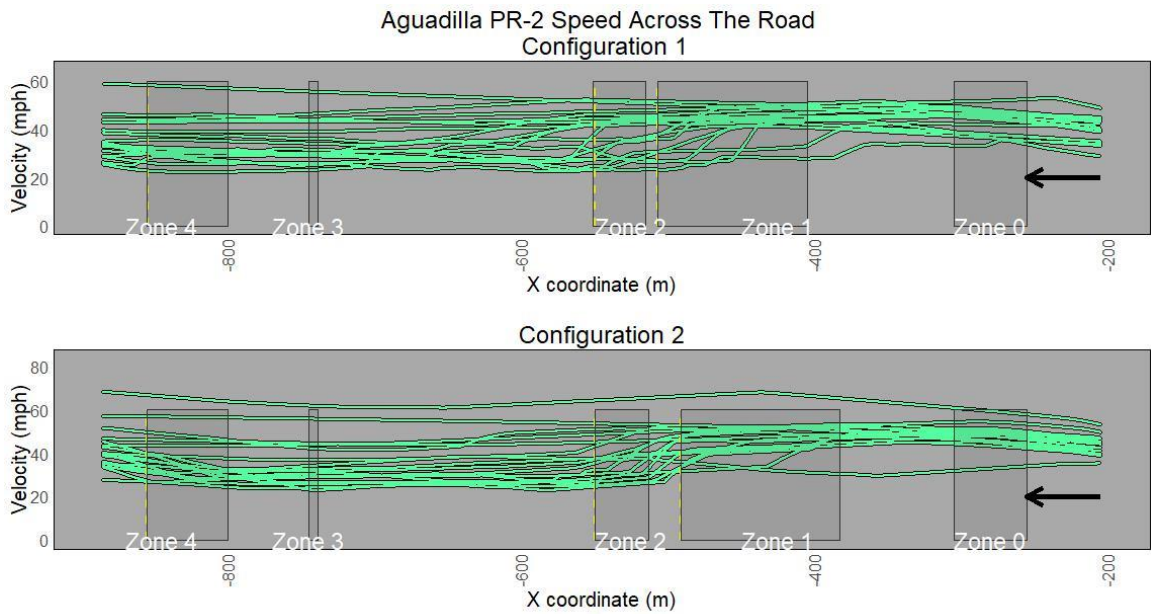 Aguadilla PR-2 Speed Across The Road
Configuration 1
Velocity (mph)
60
40
20
0
Zone 4 Zone 3 Zone 2 Zone 1 Zone 0
-800 -600 -400 -200
X coordinate (m)
Configuration 2
Velocity (mph)
80
60
40
20
0
Zone 4 Zone 3 Zone 2 Zone 1 Zone 0
-800 -600 -400 -200
X coordinate (m)